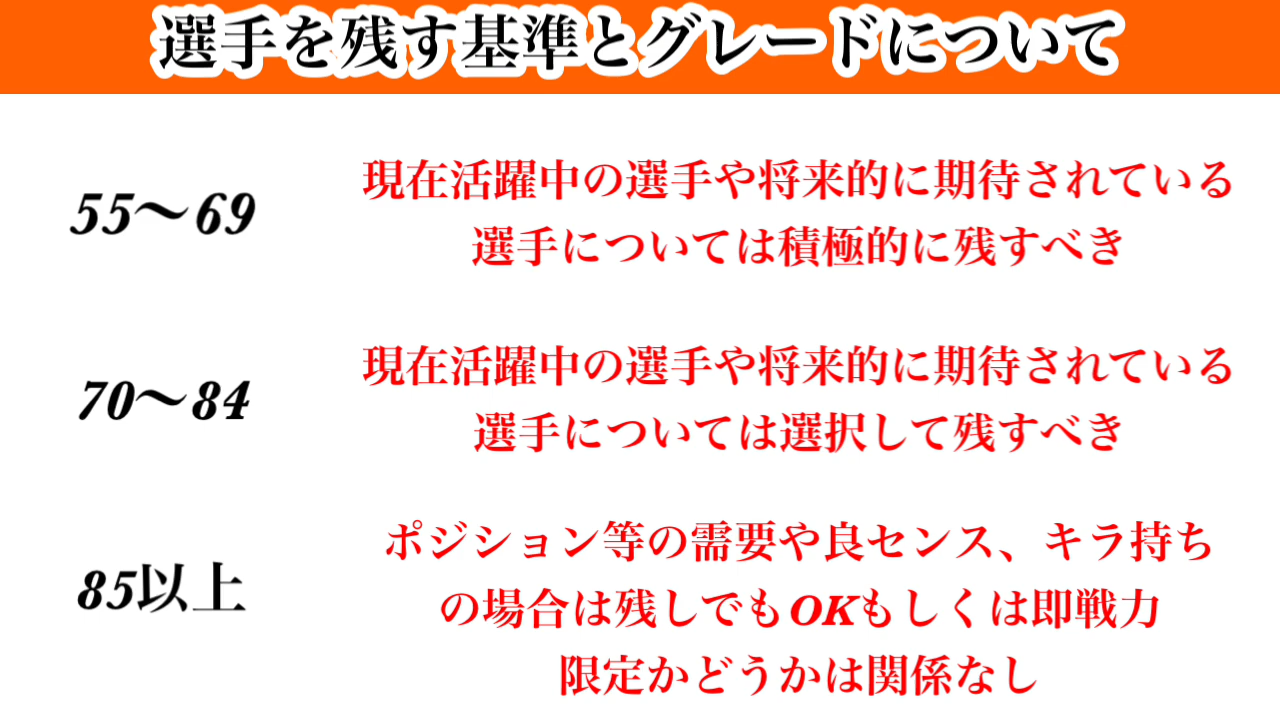 選手を残す基準とグレードについて
55〜69
現在活躍中の選手や将来的に期待されている
選手については積極的に残すべき
70〜84
現在活躍中の選手や将来的に期待されている
選手については選択して残すべき
85以上
ポジション等の需要や良センス、キラ持ち
の場合は残しでもOKもしくは即戦力
限定かどうかは関係なし